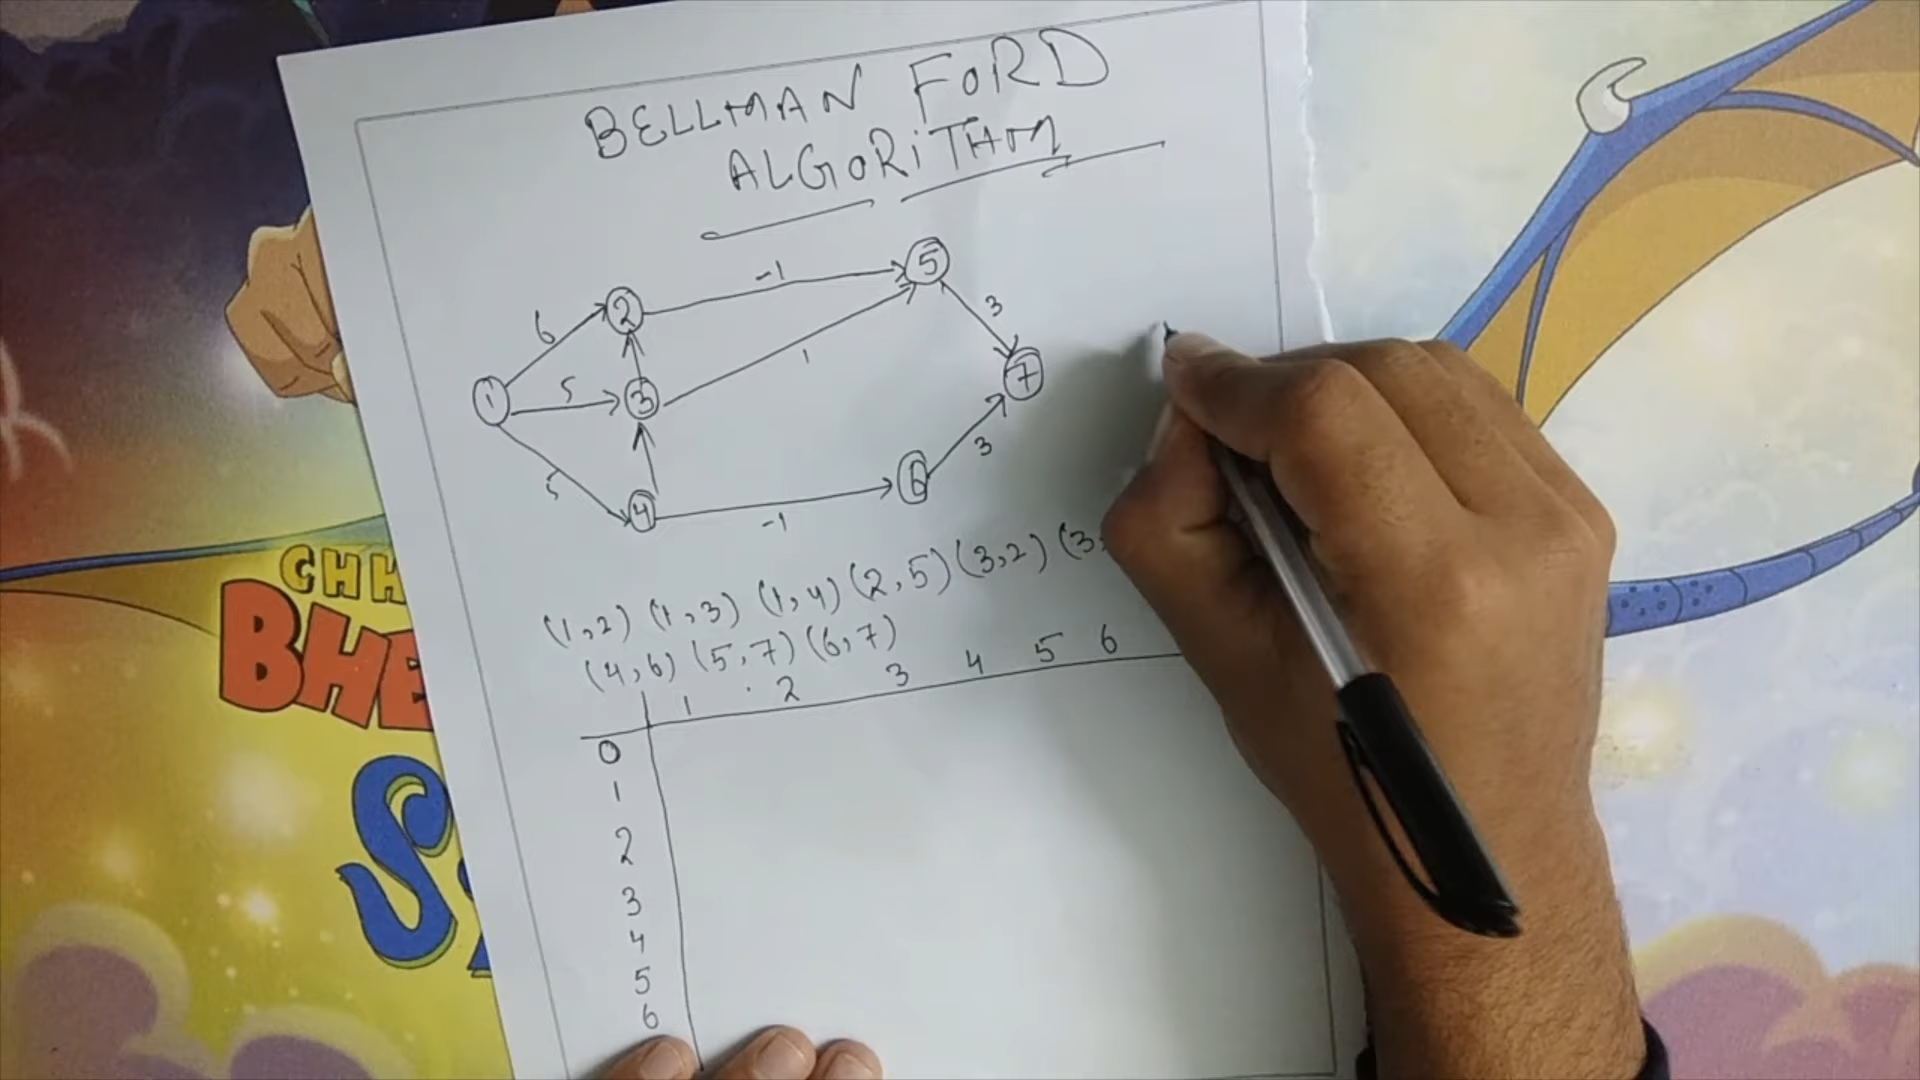 BELLMAN FORD
ALGORiTHM
6
-1
5
3
2
1
5
3
1
7
5
4
-1
6
3
(1,2) (1,3) (1,4) (2,5) (3,2) (3,
(4,6) (5,7) (6,7)
1 2 3 4 5 6
0
1
2
3
4
5
6
CHH
BHE
S